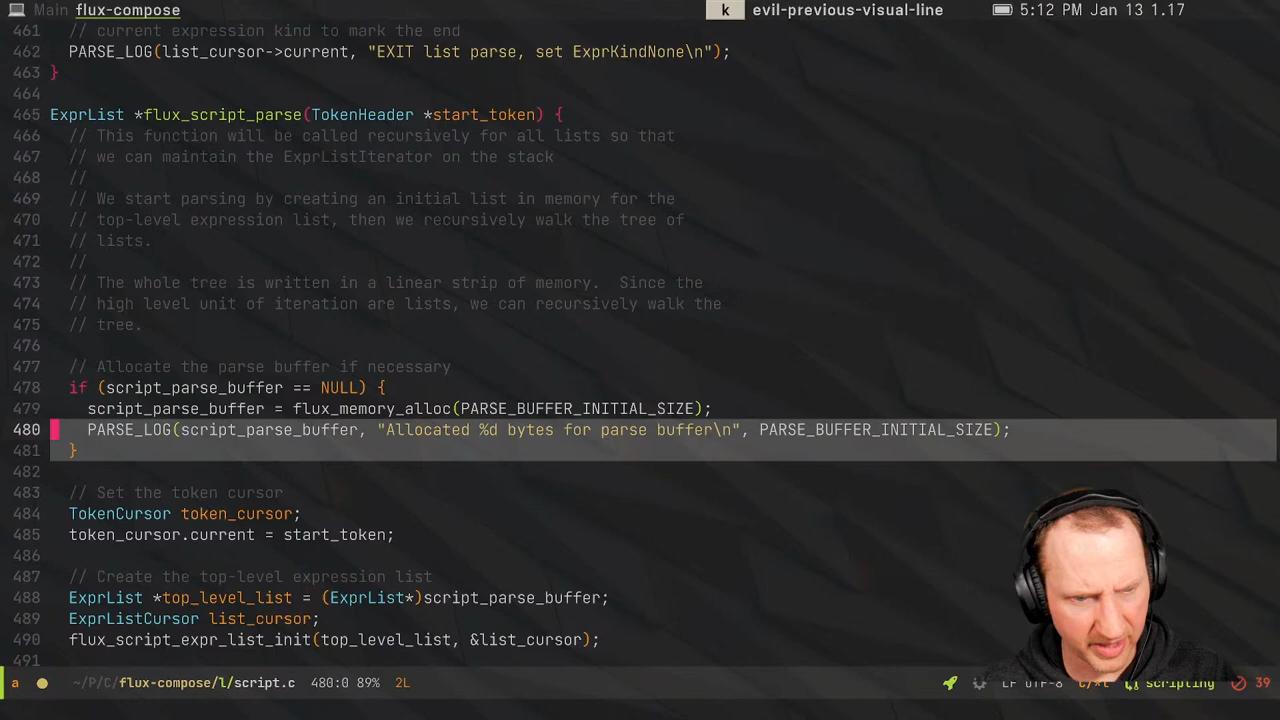 Main flux-compose
k evil-previous-visual-line 5:12 PM Jan 13 1.17
461 // current expression kind to mark the end
462 PARSE_LOG(list_cursor->current, "EXIT list parse, set ExprKindNone\n");
463 }
464
465 ExprList *flux_script_parse(TokenHeader *start_token) {
466 // This function will be called recursively for all lists so that
467 // we can maintain the ExprListIterator on the stack
468 //
469 // We start parsing by creating an initial list in memory for the
470 // top-level expression list, then we recursively walk the tree of
471 // lists.
472 //
473 // The whole tree is written in a linear strip of memory.  Since the
474 // high level unit of iteration are lists, we can recursively walk the
475 // tree.
476
477 // Allocate the parse buffer if necessary
478 if (script_parse_buffer == NULL) {
479 script_parse_buffer = flux_memory_alloc(PARSE_BUFFER_INITIAL_SIZE);
480 PARSE_LOG(script_parse_buffer, "Allocated %d bytes for parse buffer\n", PARSE_BUFFER_INITIAL_SIZE);
481 }
482
483 // Set the token cursor
484 TokenCursor token_cursor;
485 token_cursor.current = start_token;
486
487 // Create the top-level expression list
488 ExprList *top_level_list = (ExprList*)script_parse_buffer;
489 ExprListCursor list_cursor;
490 flux_script_expr_list_init(top_level_list, &list_cursor);
491
a ~/P/C/flux-compose/l/script.c 480:0 89% 2L LF UTF-8 scripting 39